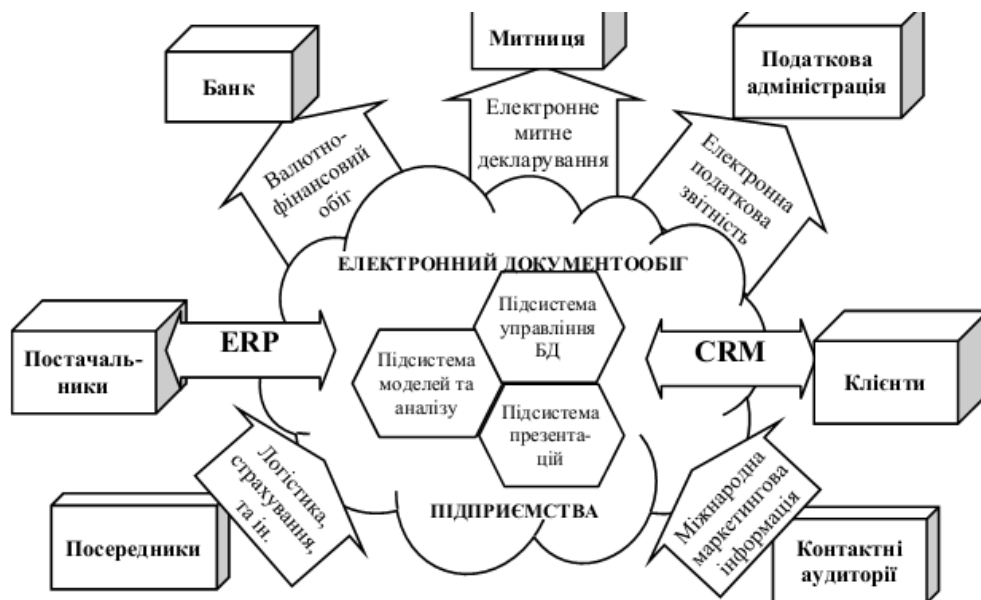 Митниця
Банк
Податкова
адміністрація
Валютно-
фінансовий
обіг
Електронне
митне
декларування
Електронна
податкова
звітність
ЕЛЕКТРОННИЙ ДОКУМЕНТООБІГ
Підсистема
управління
БД
Підсистема
моделей та
аналізу
Підсистема
презента-
цій
ПІДПРИЄМСТВА
Постачаль-
ники
ERP
CRM
Клієнти
Посередники
Логістика,
страхування,
та ін.
Міжнародна
маркетингова
інформація
Контактні
аудиторії